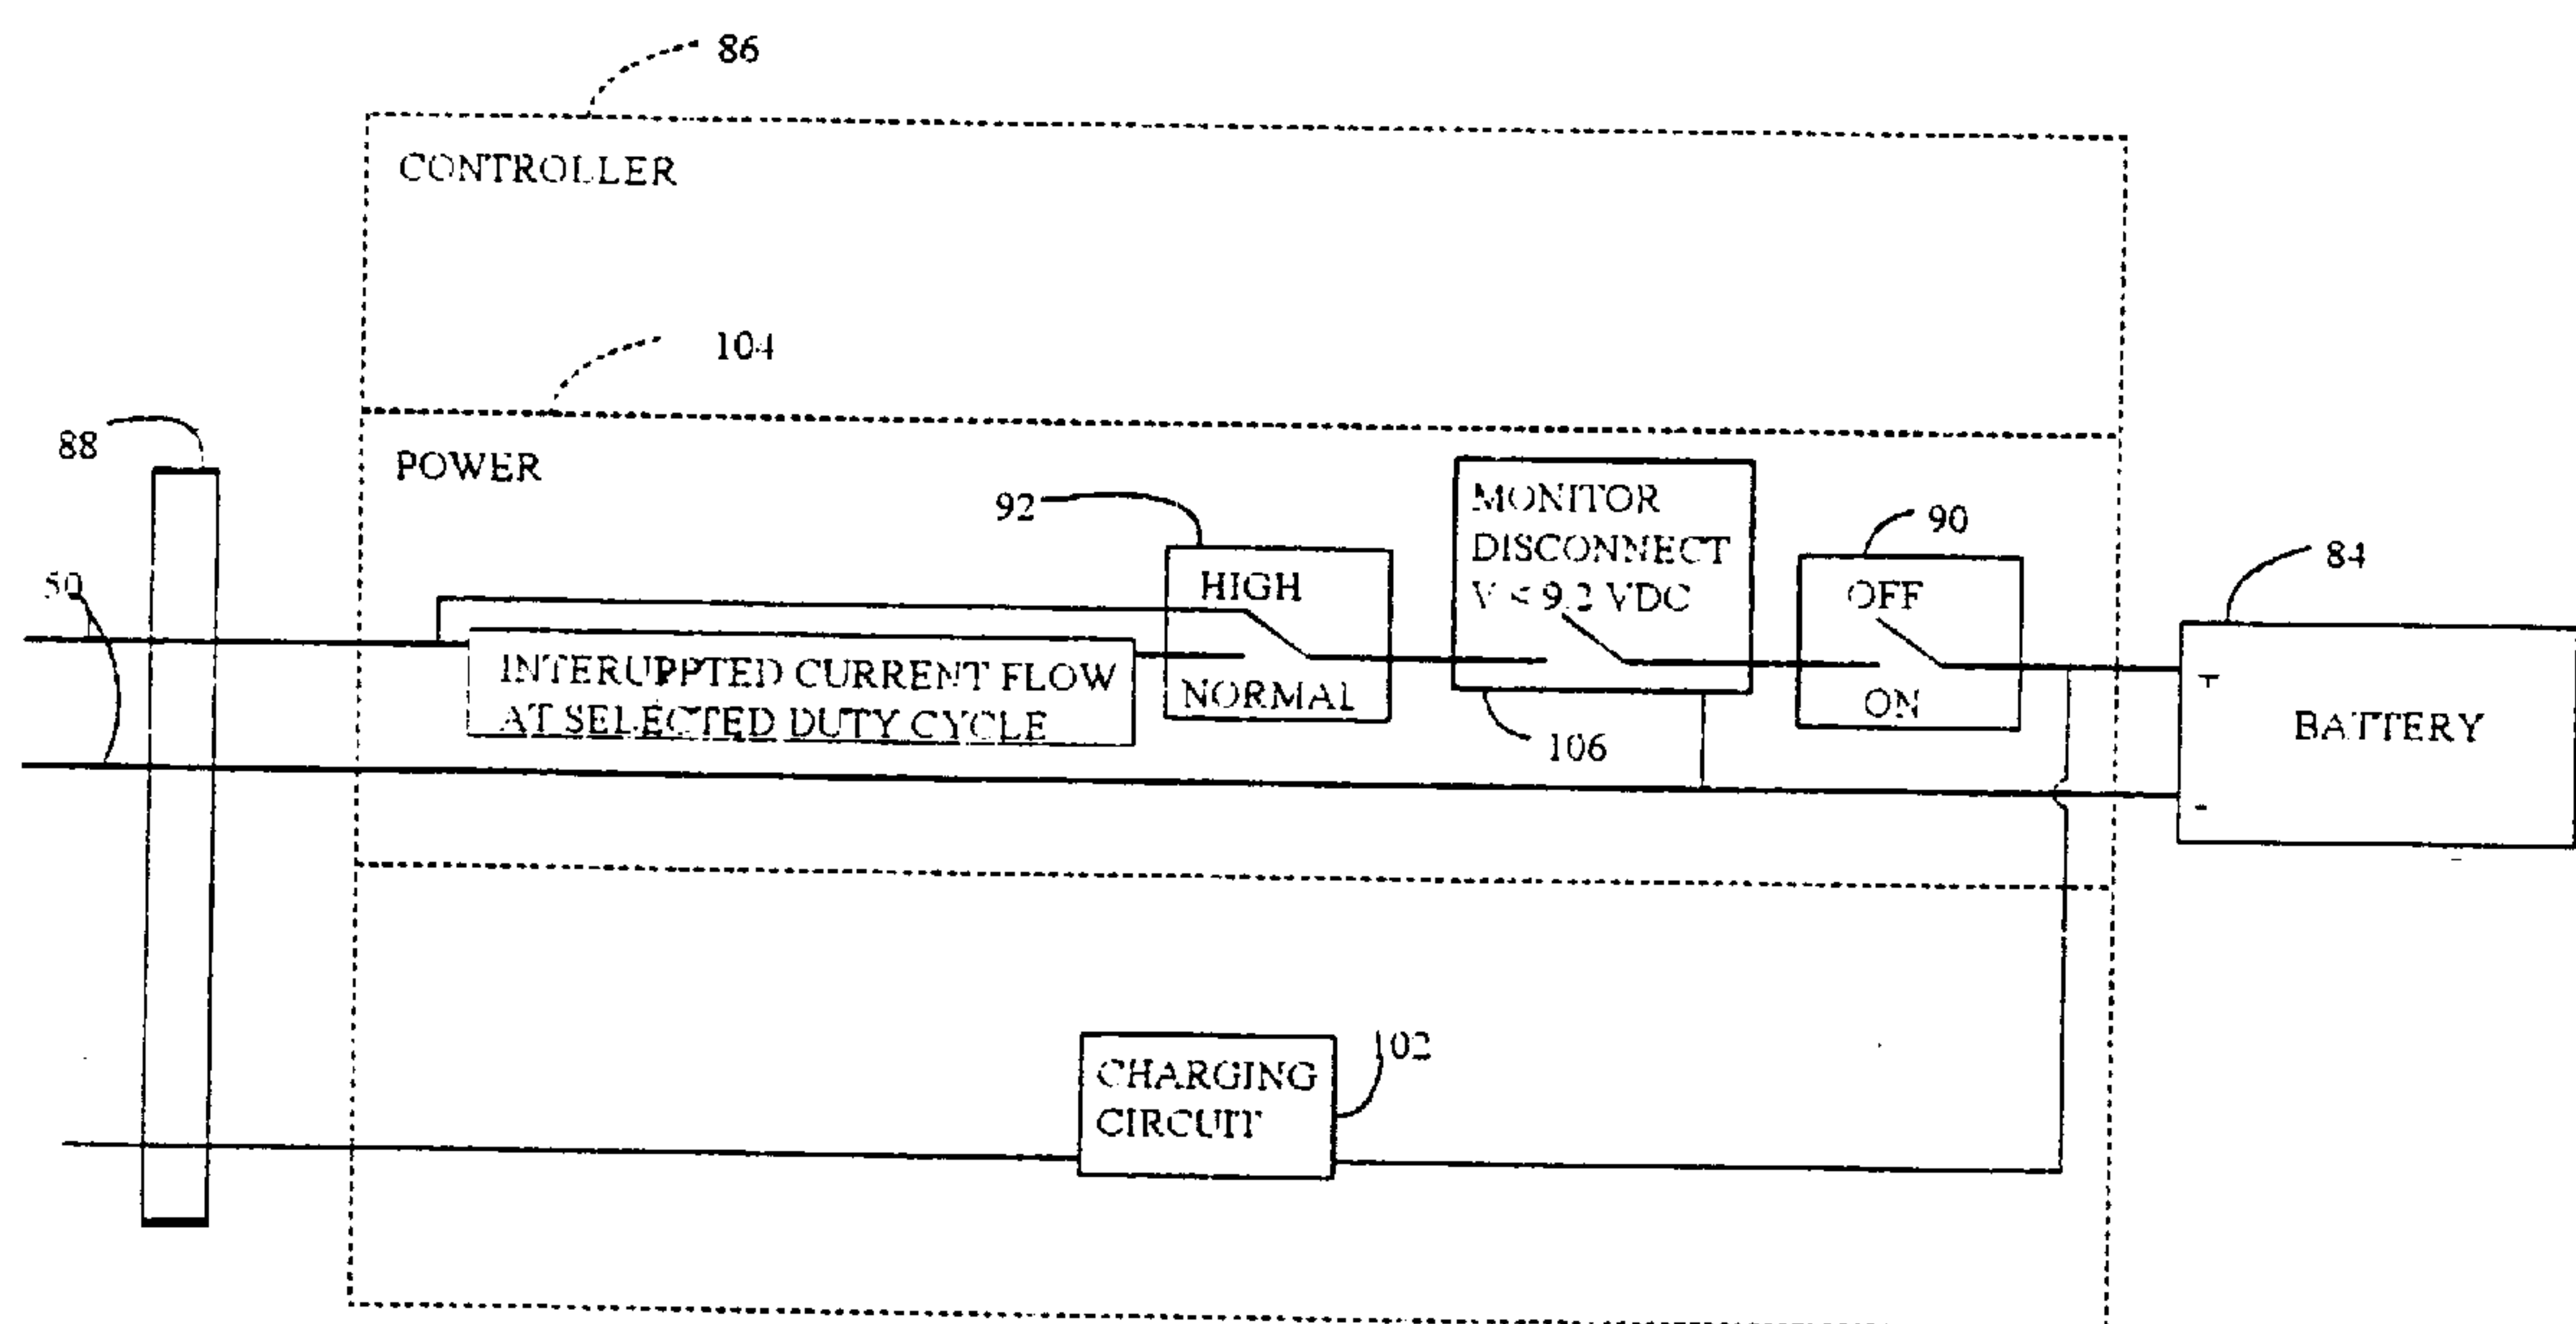 86
CONTROLLER
104
88
POWER
92
MONITOR
DISCONNECT
V < 9.2 VDC
90
84
50
HIGH
OFF
INTERUPPTED CURRENT FLOW
AT SELECTED DUTY CYCLE
NORMAL
ON
106
+
BATTERY
-
102
CHARGING
CIRCUIT